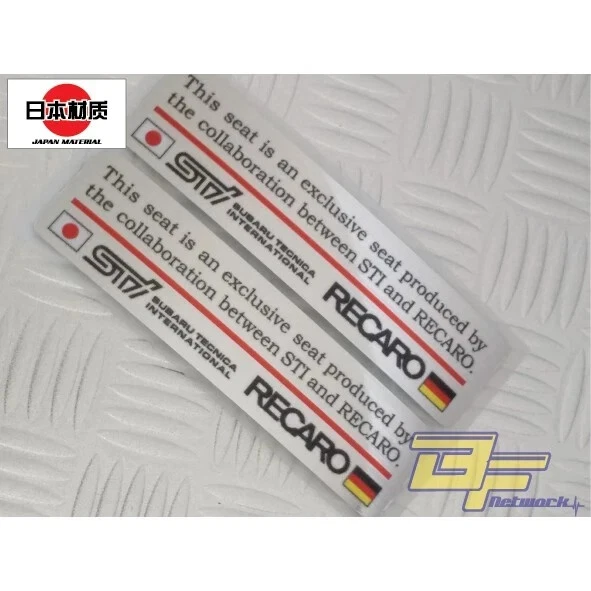 日本材质
JAPAN MATERIAL
This seat is an exclusive seat produced by
the collaboration between STI and RECARO.
STI
SUBARU TECNICA
INTERNATIONAL
RECARO
This seat is an exclusive seat produced by
the collaboration between STI and RECARO.
STI
SUBARU TECNICA
INTERNATIONAL
RECARO
BF
Network